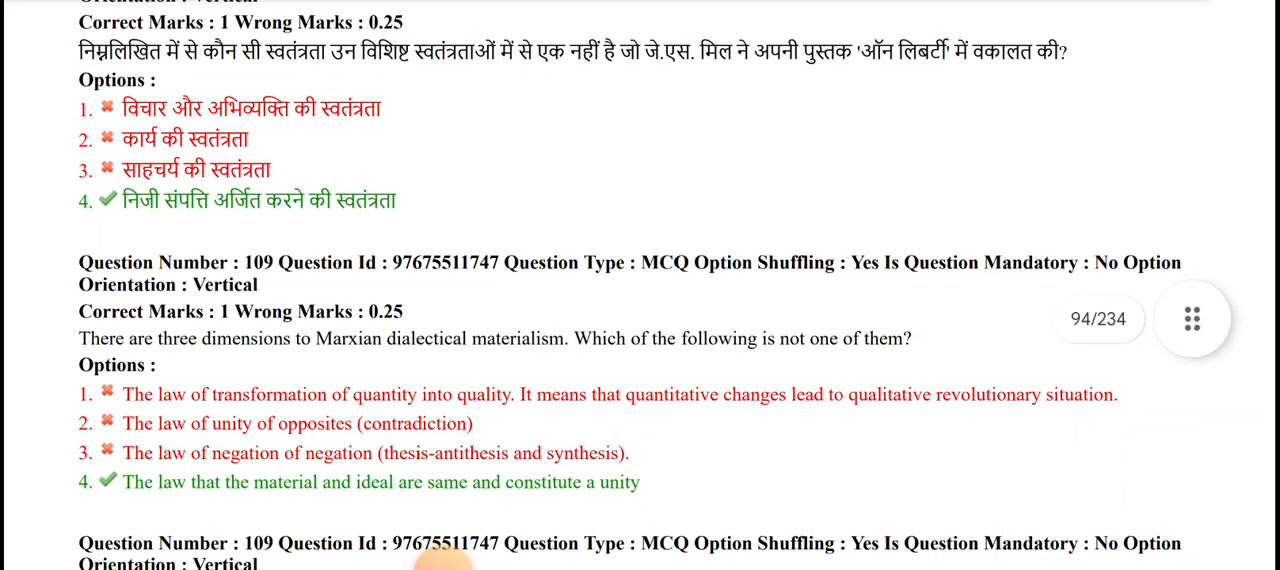 Correct Marks : 1 Wrong Marks : 0.25
निम्नलिखित में से कौन सी स्वतंत्रता उन विशिष्ट स्वतंत्रताओं में से एक नहीं है जो जे.एस. मिल ने अपनी पुस्तक 'ऑन लिबर्टी' में वकालत की?
Options :
1. ✖ विचार और अभिव्यक्ति की स्वतंत्रता
2. ✖ कार्य की स्वतंत्रता
3. ✖ साहचर्य की स्वतंत्रता
4. ✔ निजी संपत्ति अर्जित करने की स्वतंत्रता
Question Number : 109 Question Id : 97675511747 Question Type : MCQ Option Shuffling : Yes Is Question Mandatory : No Option
Orientation : Vertical
Correct Marks : 1 Wrong Marks : 0.25
94/234
There are three dimensions to Marxian dialectical materialism. Which of the following is not one of them?
Options :
1. ✖ The law of transformation of quantity into quality. It means that quantitative changes lead to qualitative revolutionary situation.
2. ✖ The law of unity of opposites (contradiction)
3. ✖ The law of negation of negation (thesis-antithesis and synthesis).
4. ✔ The law that the material and ideal are same and constitute a unity
Question Number : 109 Question Id : 97675511747 Question Type : MCQ Option Shuffling : Yes Is Question Mandatory : No Option
Orientation : Vertical